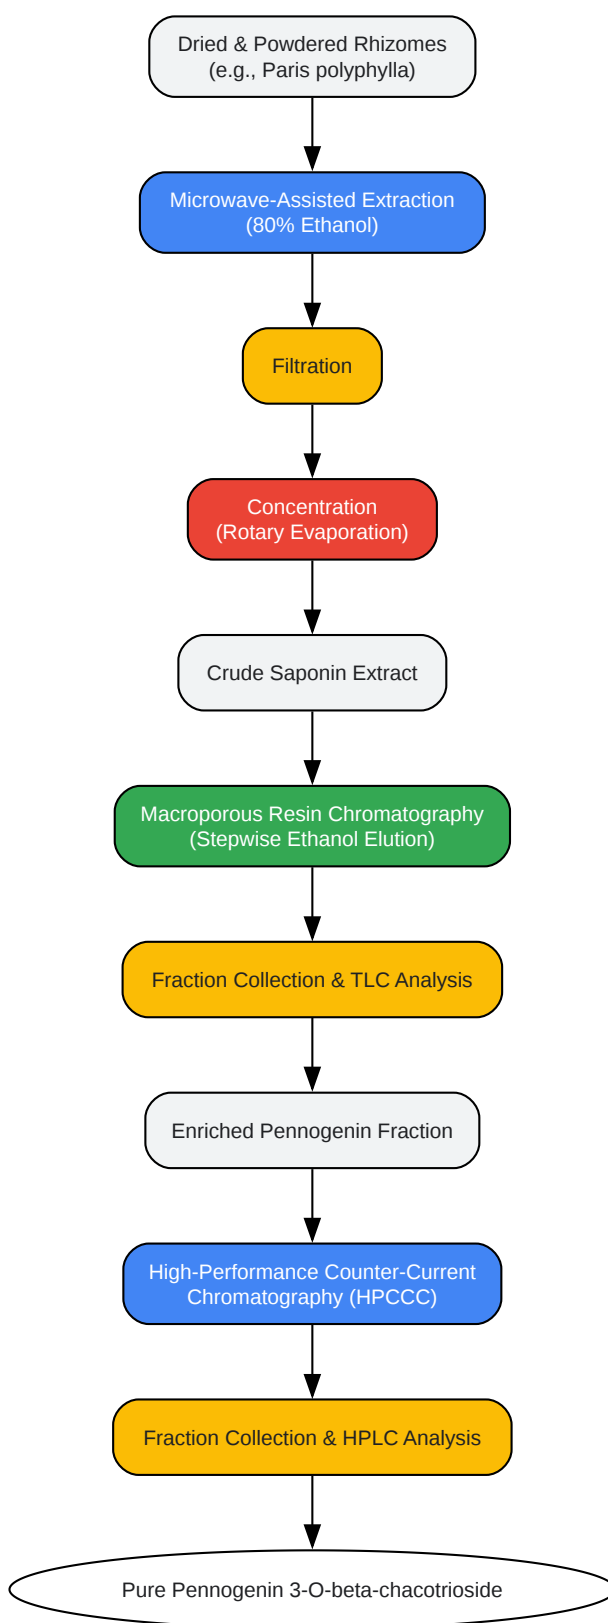 Dried & Powdered Rhizomes
(e.g., Paris polyphylla)
Microwave-Assisted Extraction
(80% Ethanol)
Filtration
Concentration
(Rotary Evaporation)
Crude Saponin Extract
Macroporous Resin Chromatography
(Stepwise Ethanol Elution)
Fraction Collection & TLC Analysis
Enriched Pennogenin Fraction
High-Performance Counter-Current
Chromatography (HPCCC)
Fraction Collection & HPLC Analysis
Pure Pennogenin 3-O-beta-chacotrioside